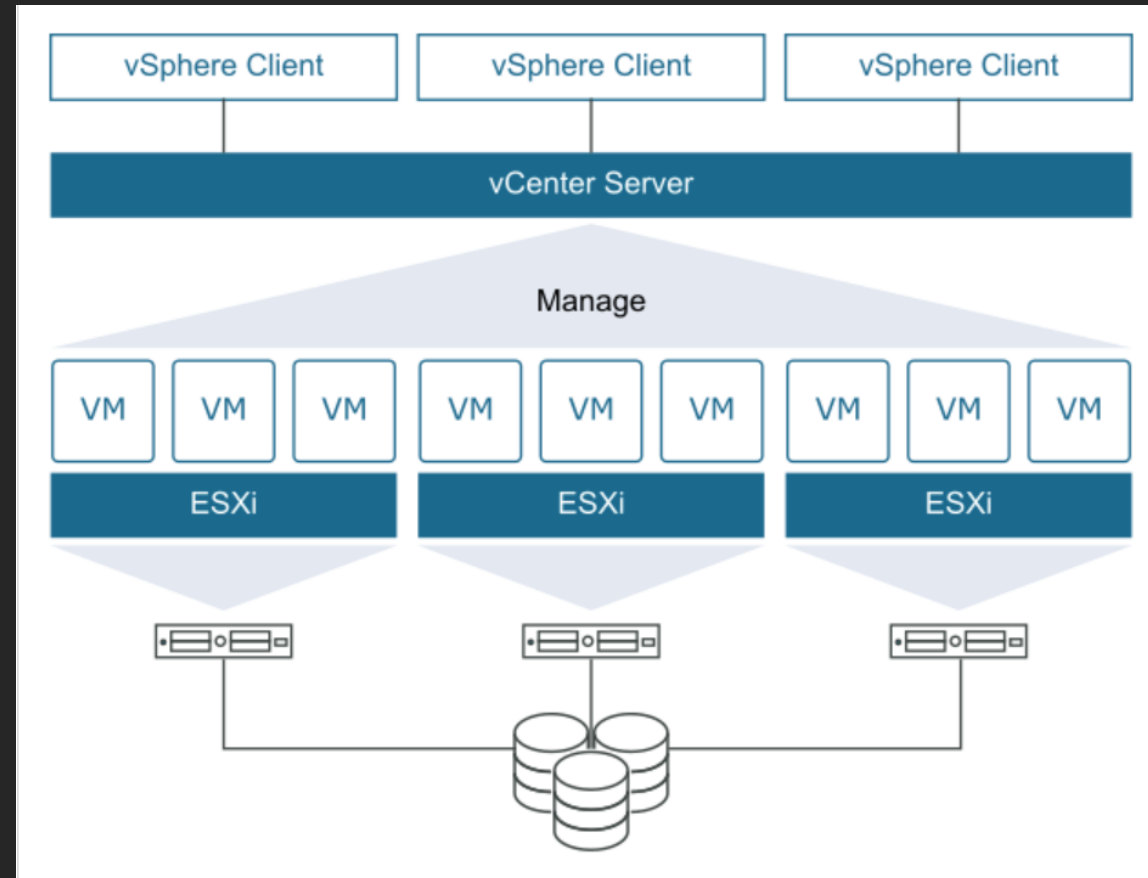 vSphere Client
vSphere Client
vSphere Client
vCenter Server
Manage
VM
VM
VM
VM
VM
VM
VM
VM
VM
ESXi
ESXi
ESXi